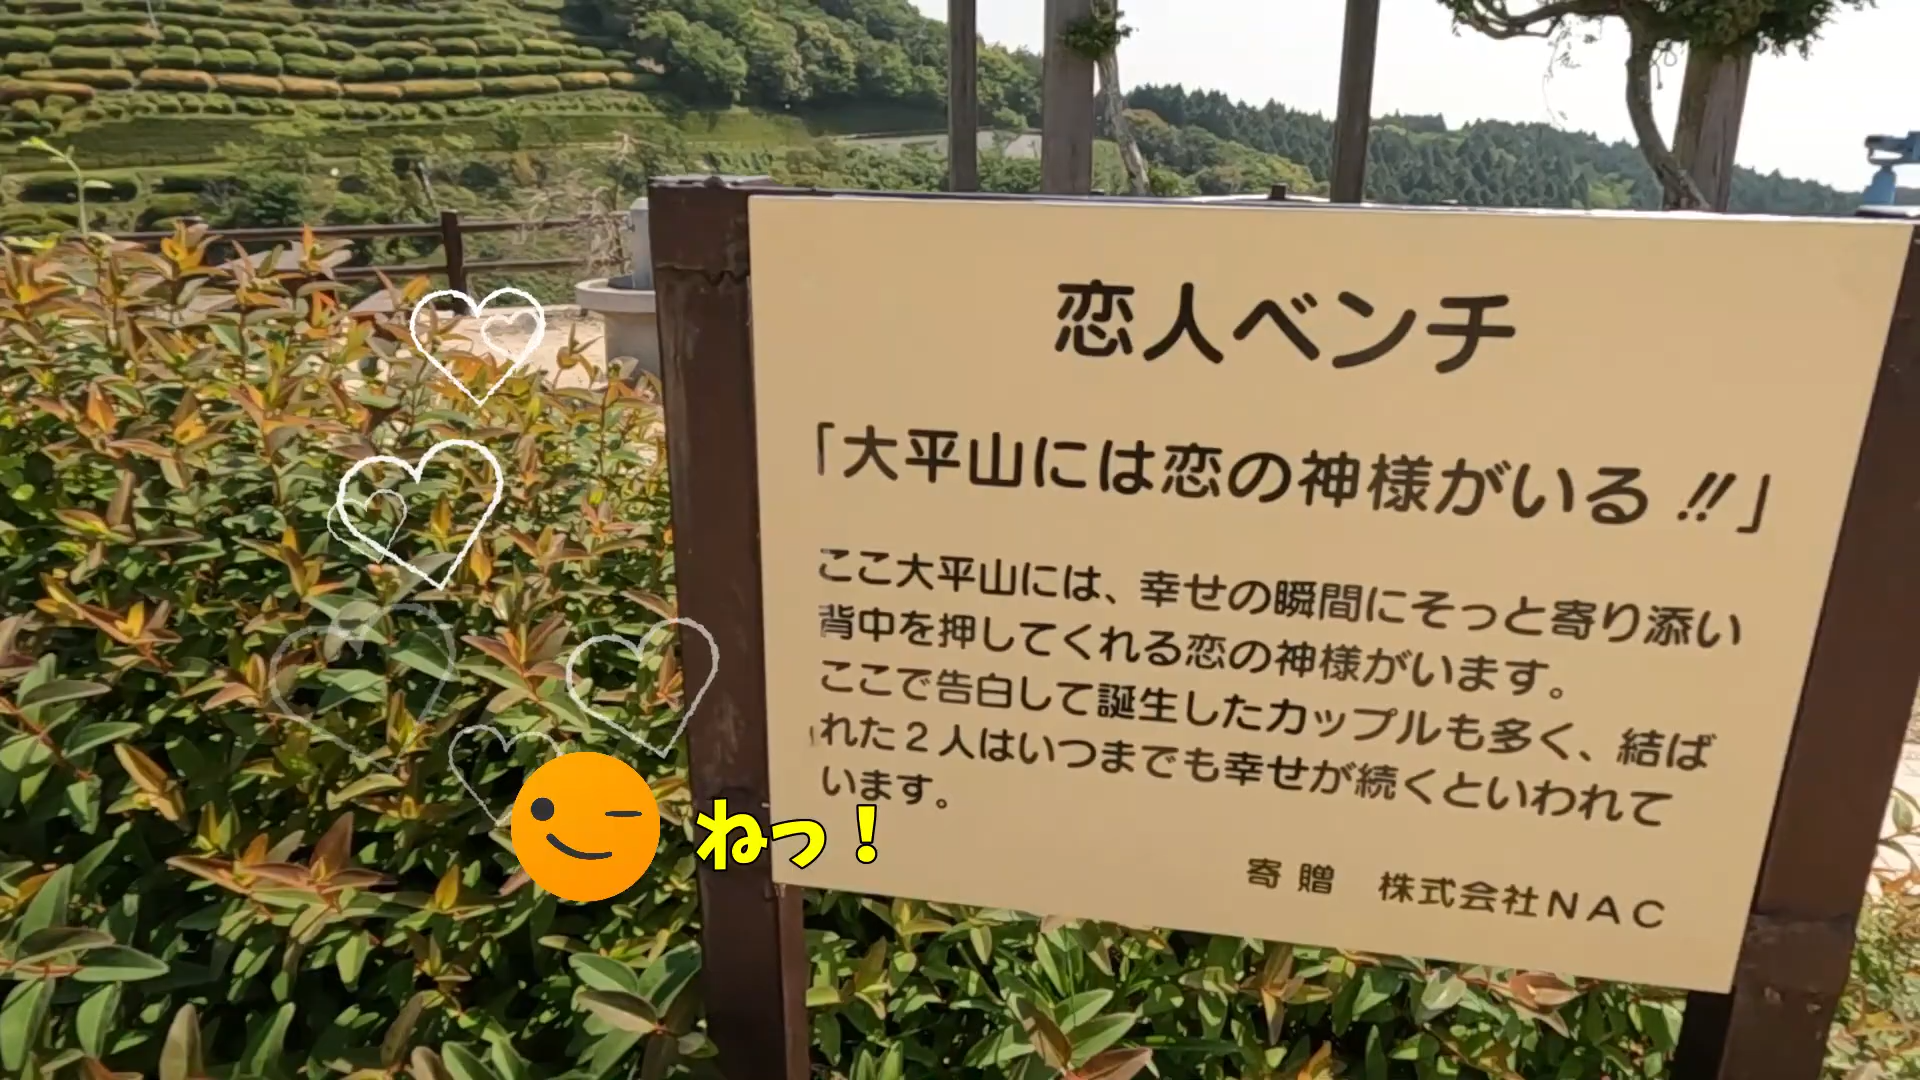 恋人ベンチ
「大平山には恋の神様がいる!!」
ここ大平山には、幸せの瞬間にそっと寄り添い
背中を押してくれる恋の神様がいます。
ここで告白して誕生したカップルも多く、結ば
れた2人はいつまでも幸せが続くといわれて
います。
寄贈 株式会社NAC
ねっ!